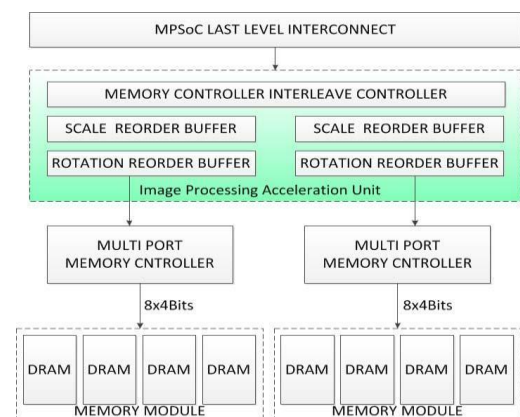 MPSoC LAST LEVEL INTERCONNECT
MEMORY CONTROLLER INTERLEAVE CONTROLLER
SCALE REORDER BUFFER
SCALE REORDER BUFFER
ROTATION REORDER BUFFER
ROTATION REORDER BUFFER
Image Processing Acceleration Unit
MULTI PORT
MEMORY CNTROLLER
MULTI PORT
MEMORY CNTROLLER
8x4Bits
8x4Bits
DRAM DRAM DRAM DRAM
DRAM DRAM DRAM DRAM
MEMORY MODULE
MEMORY MODULE